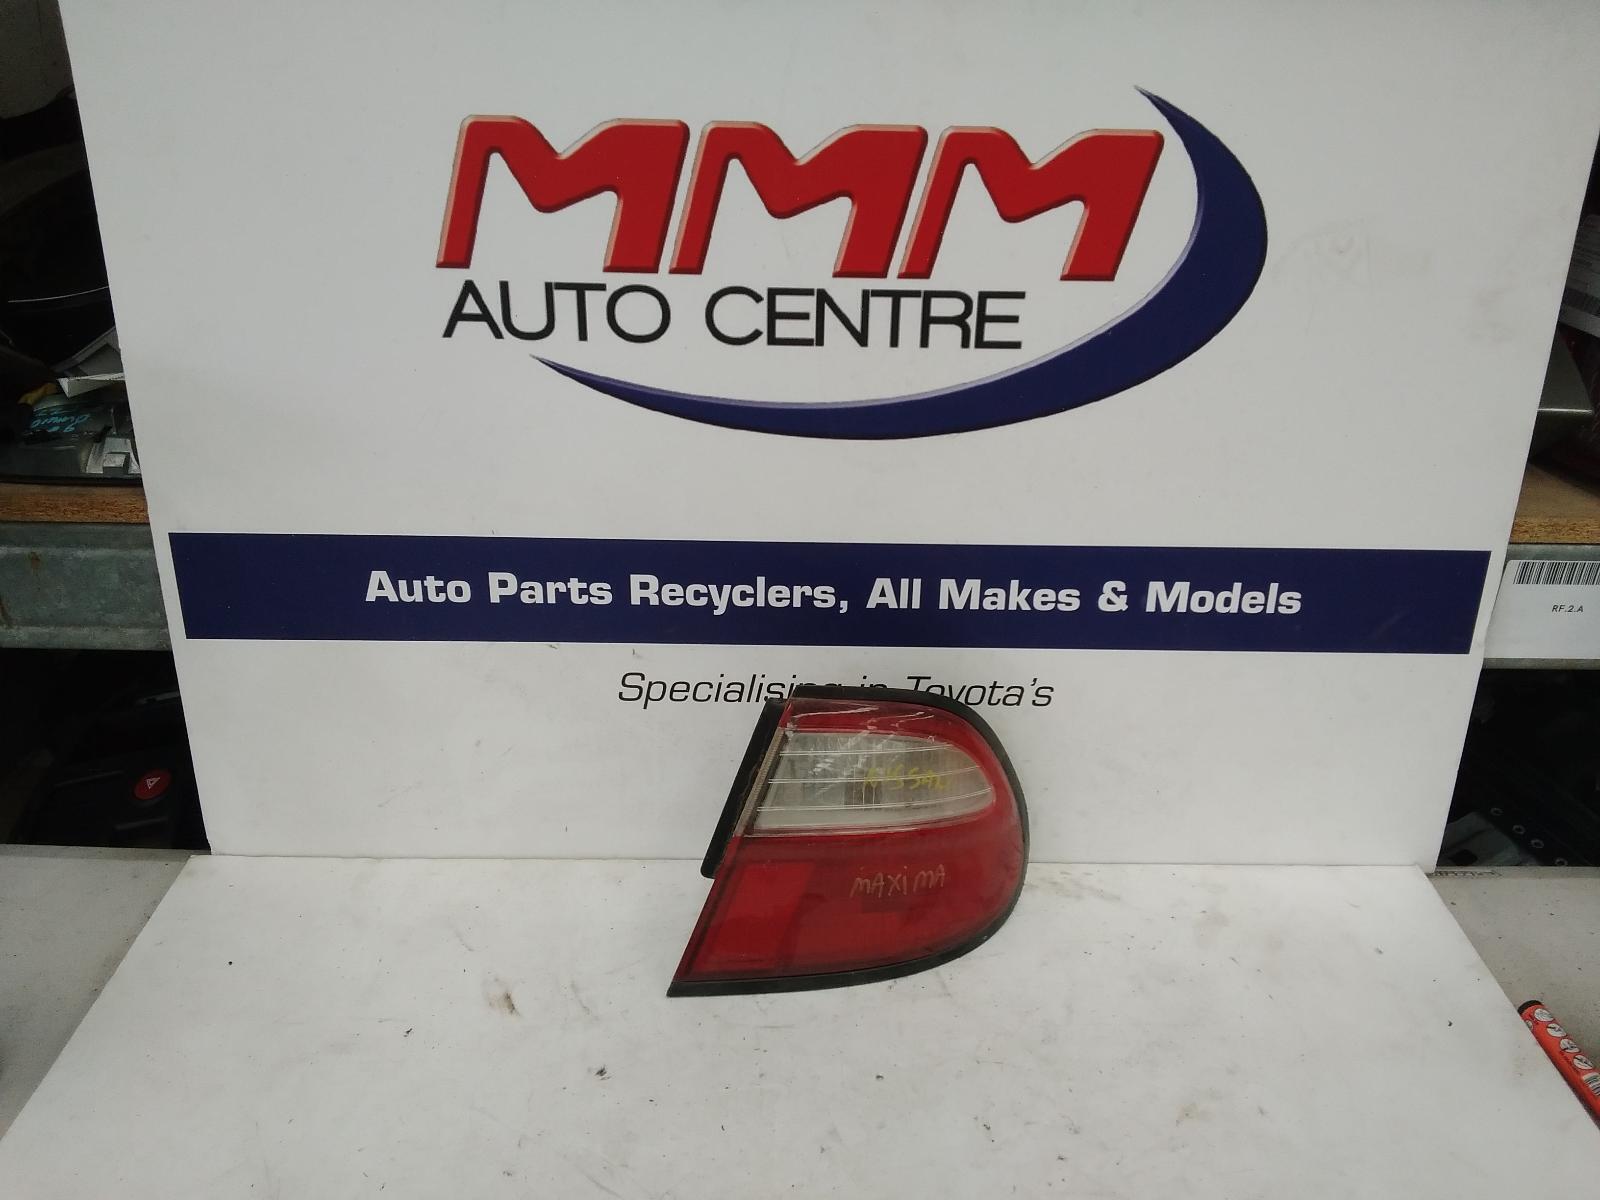 MMM
AUTO CENTRE
Auto Parts Recyclers, All Makes & Models
RF.2.A
Specialising in Toyota's
NISSAN
MAXIMA